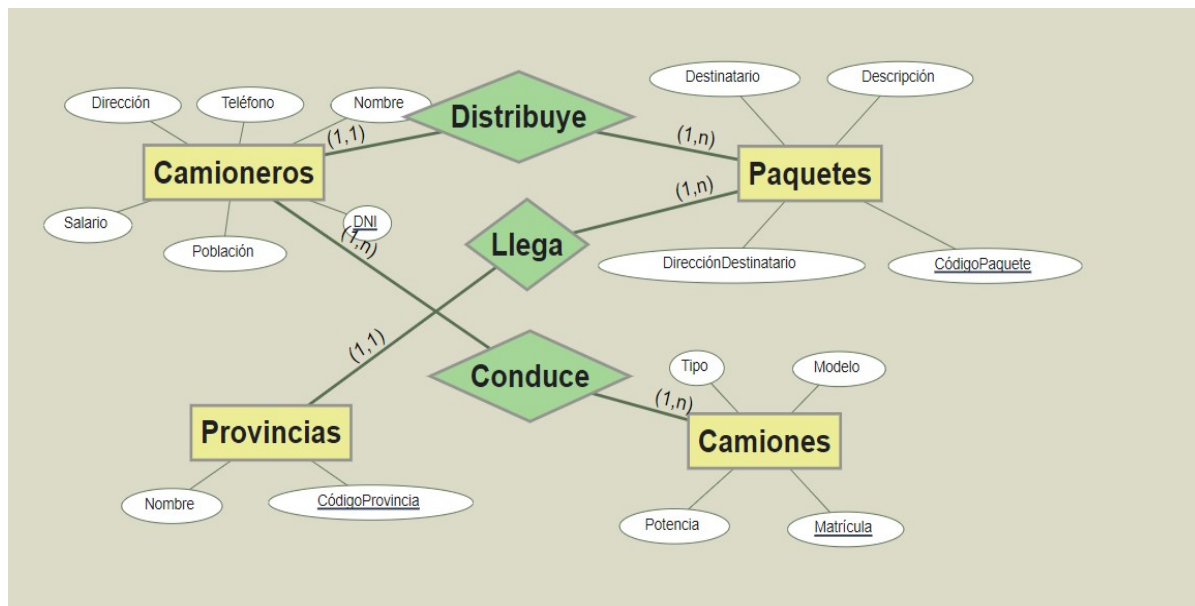 Destinatario
Descripción
Dirección
Teléfono
Nombre
Distribuye
(1,1)
(1,n)
Camioneros
Paquetes
(1,n)
Salario
DNI
Población
(1,n)
Llega
DirecciónDestinatario
CódigoPaquete
(1,1)
Conduce
Tipo
Modelo
(1,n)
Provincias
Camiones
Nombre
CódigoProvincia
Potencia
Matrícula